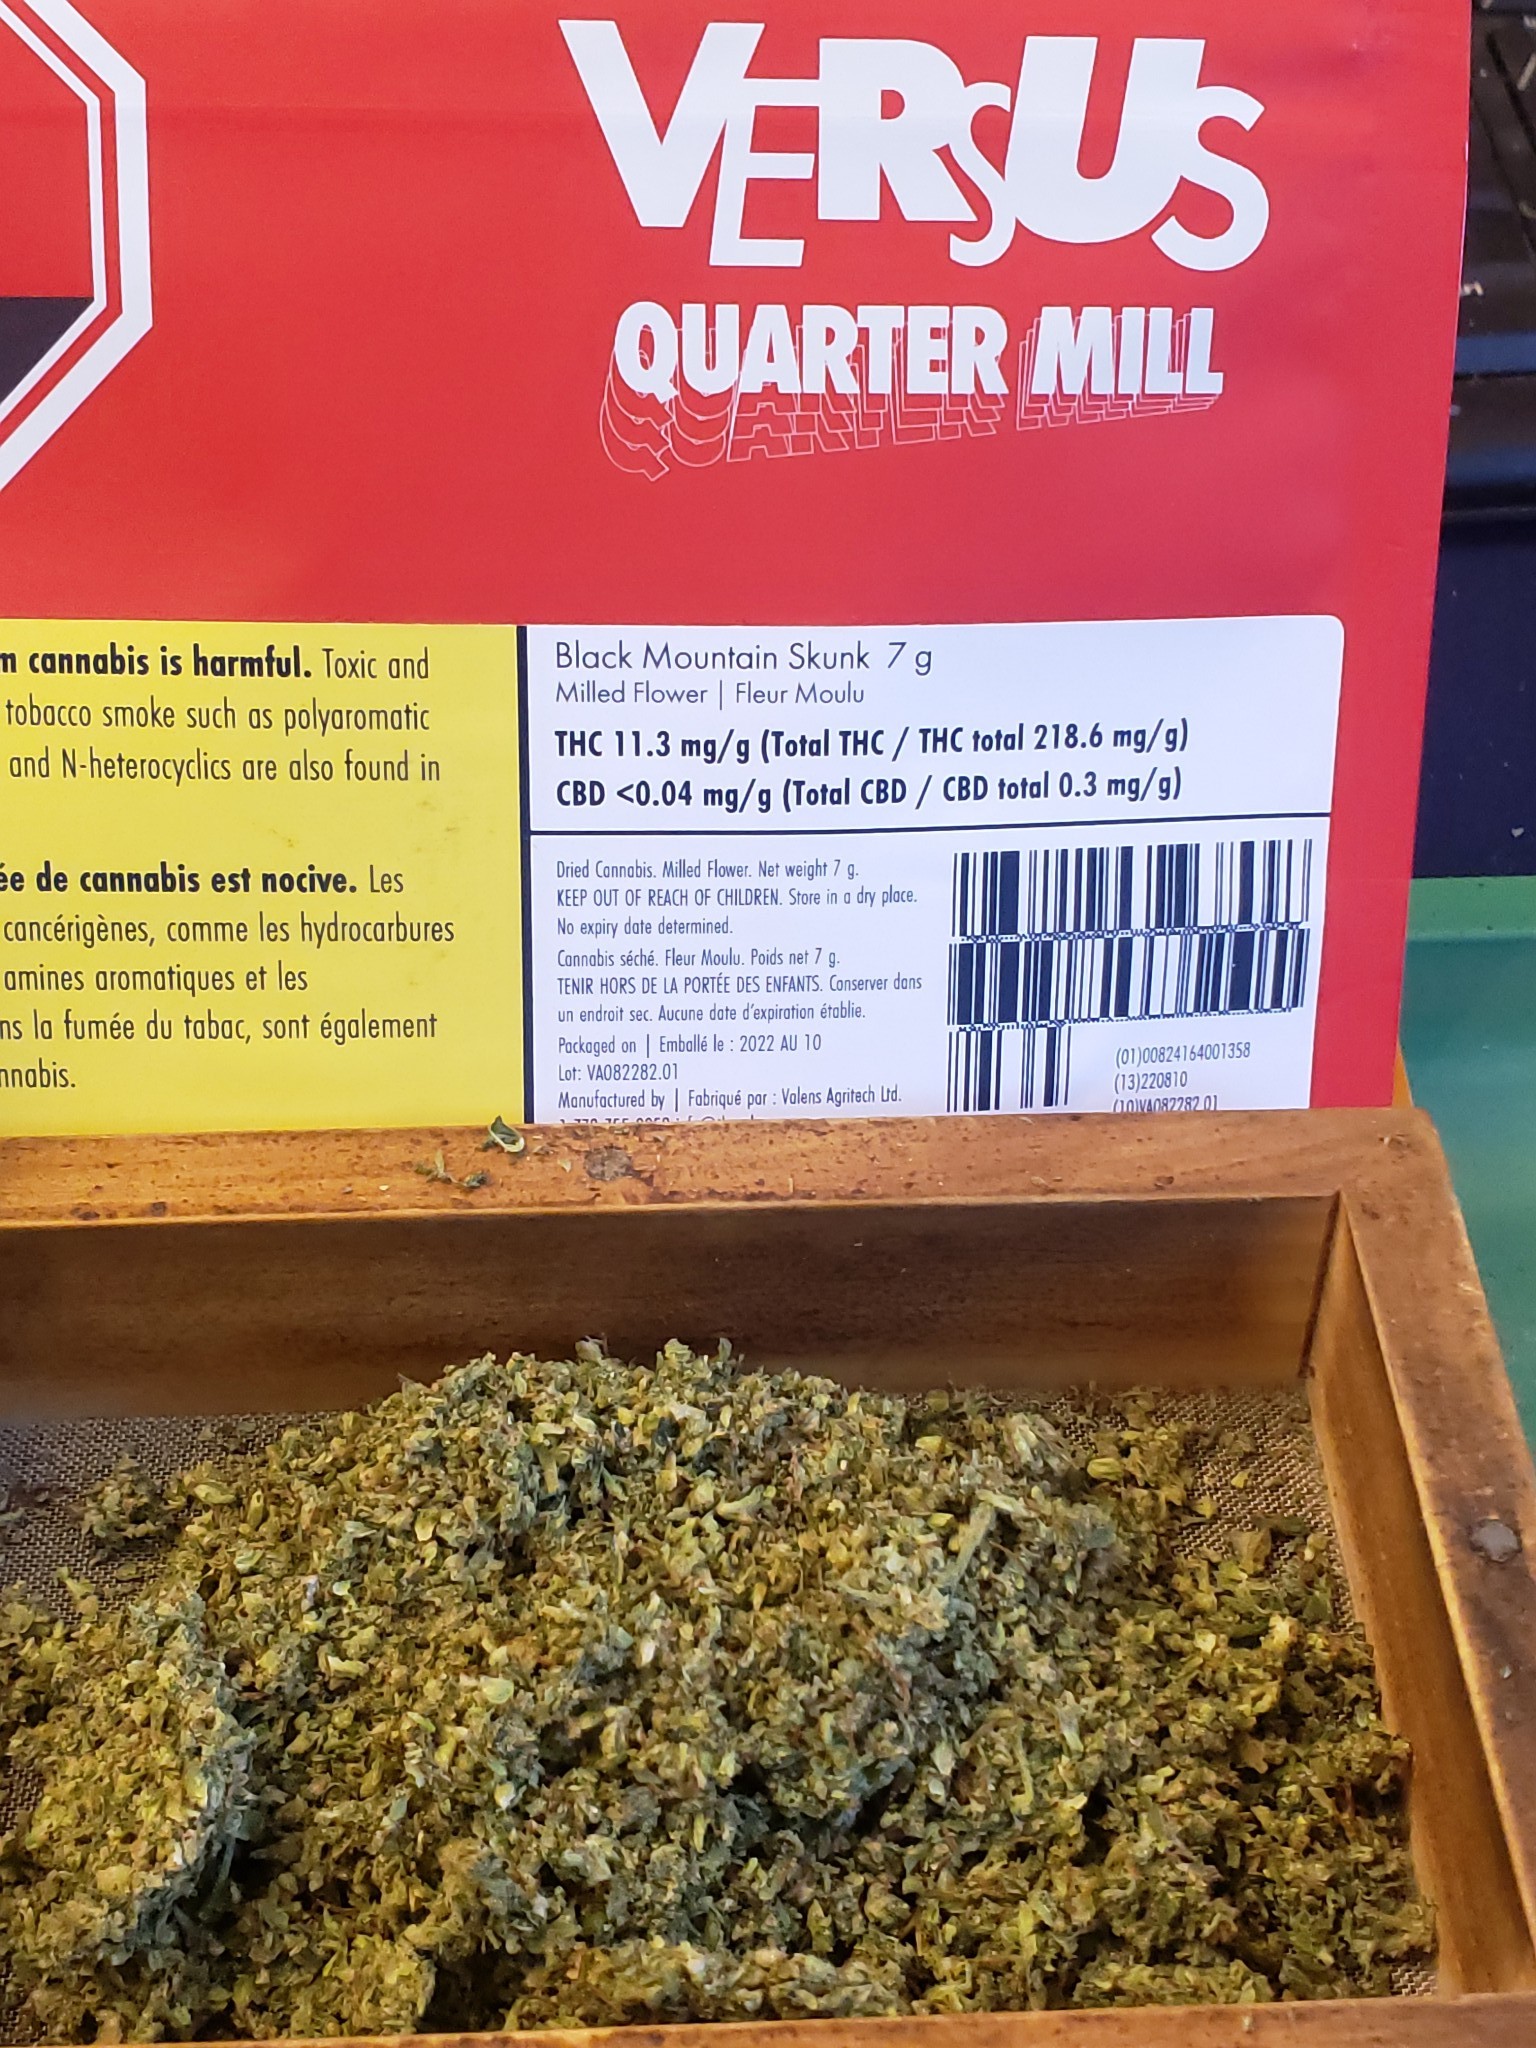 VERSUS
QUARTER MILL
cannabis is harmful. Toxic and
tobacco smoke such as polyaromatic
and N-heterocyclics are also found in
de cannabis est nocive. Les
cancérigènes, comme les hydrocarbures
amines aromatiques et les
la fumée du tabac, sont également
Black Mountain Skunk 7 g
Milled Flower | Fleur Moulu
THC 11.3 mg/g (Total THC / THC total 218.6 mg/g)
CBD <0.04 mg/g (Total CBD / CBD total 0.3 mg/g)
Dried Cannabis. Milled Flower. Net weight 7 g.
KEEP OUT OF REACH OF CHILDREN. Store in a dry place.
No expiry date determined.
Cannabis séché. Fleur Moulu. Poids net 7 g.
TENIR HORS DE LA PORTÉE DES ENFANTS. Conserver dans
un endroit sec. Aucune date d'expiration établie.
Packaged on | Emballé le : 2022 AU 10
Lot: VA082282.01
Manufactured by | Fabriqué par : Valens Agritech Ltd.
(01)00824164001358
(13)220810
(10)VA082282.01